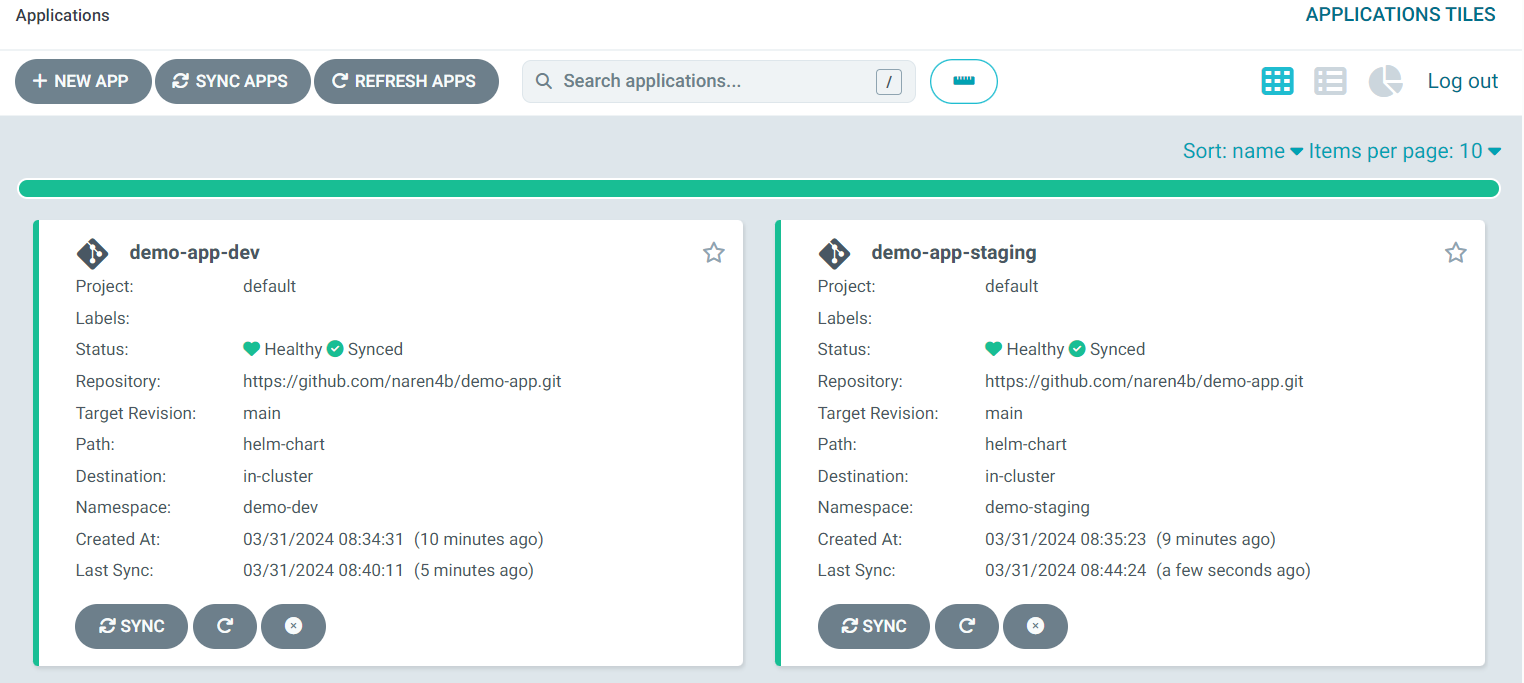 Applications
APPLICATIONS TILES
NEW APP
SYNC APPS
REFRESH APPS
Search applications...
/
Log out
Sort: name
Items per page: 10
demo-app-dev
Project: default
Labels:
Status: Healthy Synced
Repository: https://github.com/naren4b/demo-app.git
Target Revision: main
Path: helm-chart
Destination: in-cluster
Namespace: demo-dev
Created At: 03/31/2024 08:34:31 (10 minutes ago)
Last Sync: 03/31/2024 08:40:11 (5 minutes ago)
SYNC
demo-app-staging
Project: default
Labels:
Status: Healthy Synced
Repository: https://github.com/naren4b/demo-app.git
Target Revision: main
Path: helm-chart
Destination: in-cluster
Namespace: demo-staging
Created At: 03/31/2024 08:35:23 (9 minutes ago)
Last Sync: 03/31/2024 08:44:24 (a few seconds ago)
SYNC